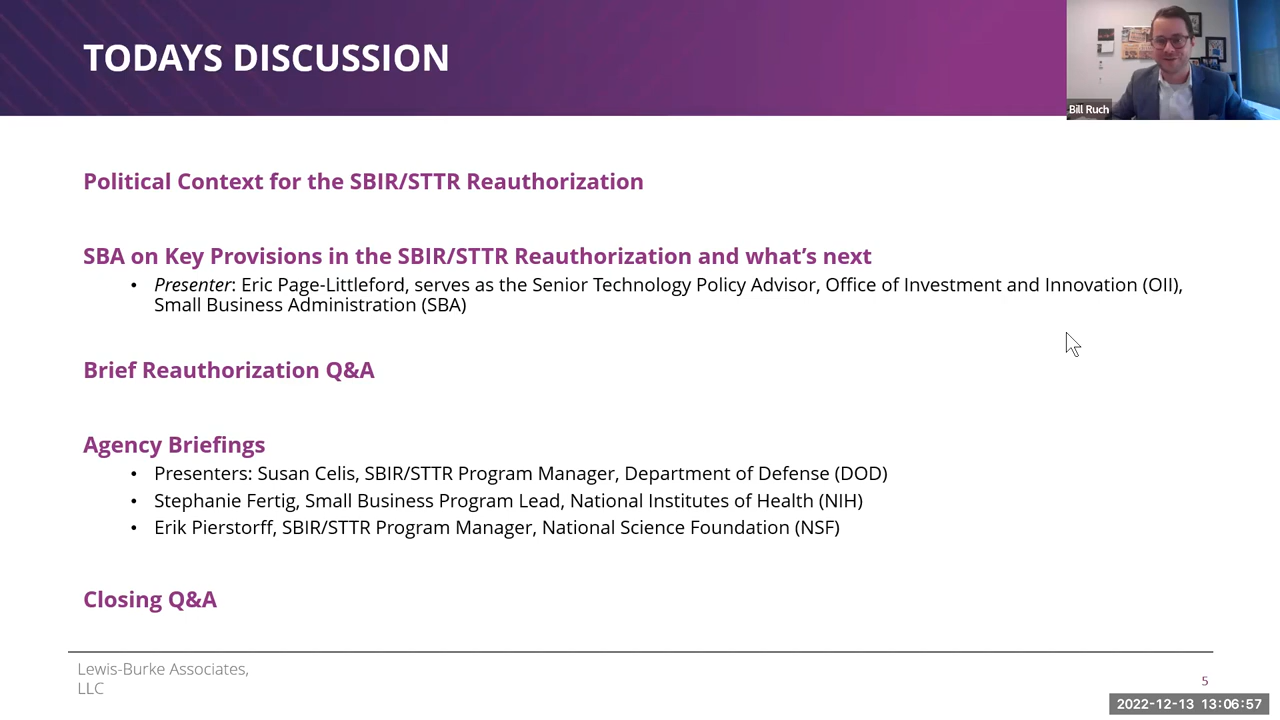 TODAYS DISCUSSION
Bill Ruch
Political Context for the SBIR/STTR Reauthorization
SBA on Key Provisions in the SBIR/STTR Reauthorization and what's next
• Presenter: Eric Page-Littleford, serves as the Senior Technology Policy Advisor, Office of Investment and Innovation (OII),
Small Business Administration (SBA)
Brief Reauthorization Q&A
Agency Briefings
• Presenters: Susan Celis, SBIR/STTR Program Manager, Department of Defense (DOD)
• Stephanie Fertig, Small Business Program Lead, National Institutes of Health (NIH)
• Erik Pierstorff, SBIR/STTR Program Manager, National Science Foundation (NSF)
Closing Q&A
Lewis-Burke Associates,
LLC
5
2022-12-13 13:06:57